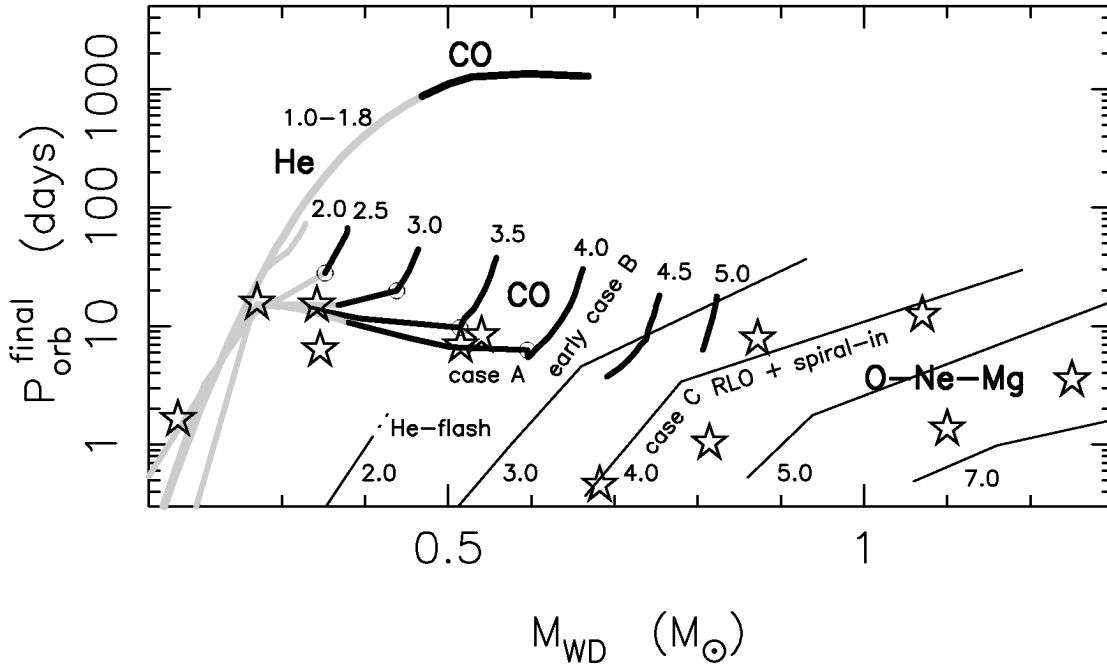 CO
1000
1.0-1.8
He
100
2.0 2.5
3.0
3.5
4.0
4.5
5.0
CO
early case B
10
case A
case C RLO + spiral-in
O-Ne-Mg
He-flash
1
2.0
3.0
4.0
5.0
7.0
P_orb^final (days)
0.5
1
M_WD (M_⊙)